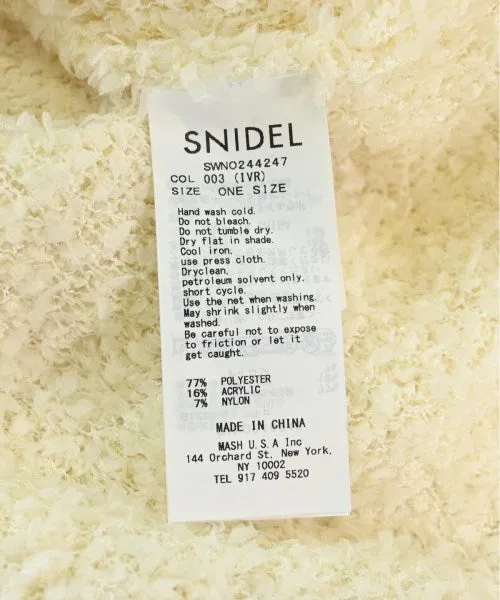 SNIDEL
SWNO244247
COL 003 (IVR)
SIZE ONE SIZE
Hand wash cold.
Do not bleach.
Do not tumble dry.
Dry flat in shade.
Cool iron.
use press cloth.
Dryclean.
petroleum solvent only.
short cycle.
Use the net when washing.
May shrink slightly when
washed.
Be careful not to expose
to friction or let it
get caught.
77% POLYESTER
16% ACRYLIC
7% NYLON
MADE IN CHINA
MASH U.S.A Inc
144 Orchard St, New York,
NY 10002
TEL 917 409 5520